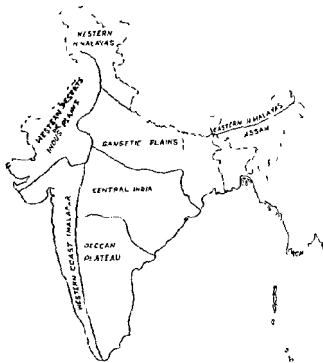 WESTERN
HIMALAYAS
WESTERN DESERTS
INDUS PLAINS
EASTERN HIMALAYAS
ASSAM
GANGETIC PLAINS
CENTRAL INDIA
WESTERN COAST (MALABAR
DECCAN
PLATEAU